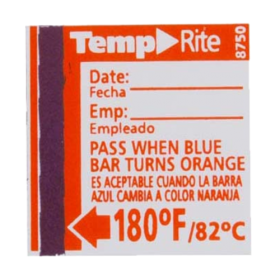 Temp Rite
8750
Date:
Fecha
Emp:
Empleado
PASS WHEN BLUE
BAR TURNS ORANGE
ES ACEPTABLE CUANDO LA BARRA
AZUL CAMBIA A COLOR NARANJA
180°F/82°C